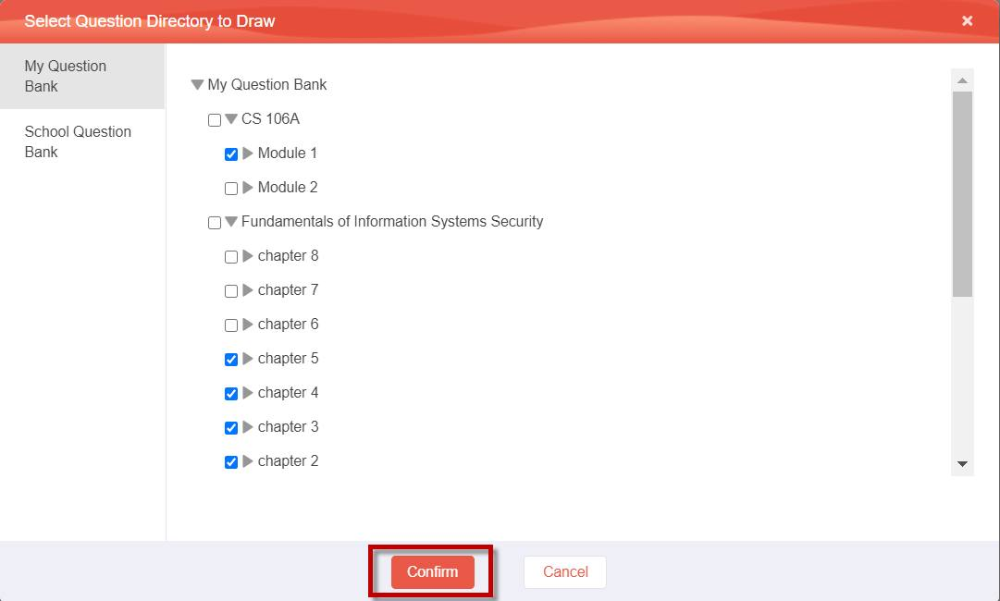 Select Question Directory to Draw
My Question
Bank
School Question
Bank
My Question Bank
CS 106A
Module 1
Module 2
Fundamentals of Information Systems Security
chapter 8
chapter 7
chapter 6
chapter 5
chapter 4
chapter 3
chapter 2
Confirm
Cancel